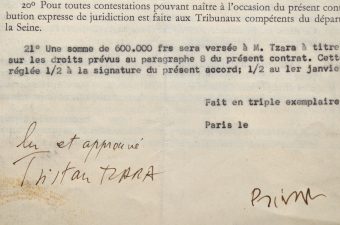 20° Pour toutes contestations pouvant naître à l'occasion du présent con
bution expresse de juridiction est faite aux Tribunaux compétents du dépar
la Seine.
21° Une somme de 600.000 frs sera versée à M. Tzara à titre
sur les droits prévus au paragraphe 8 du présent contrat. Cett
réglée 1/2 à la signature du présent accord; 1/2 au 1er janvie
Fait en triple exemplaire
Paris le
lu et approuvé
Tristan TZARA